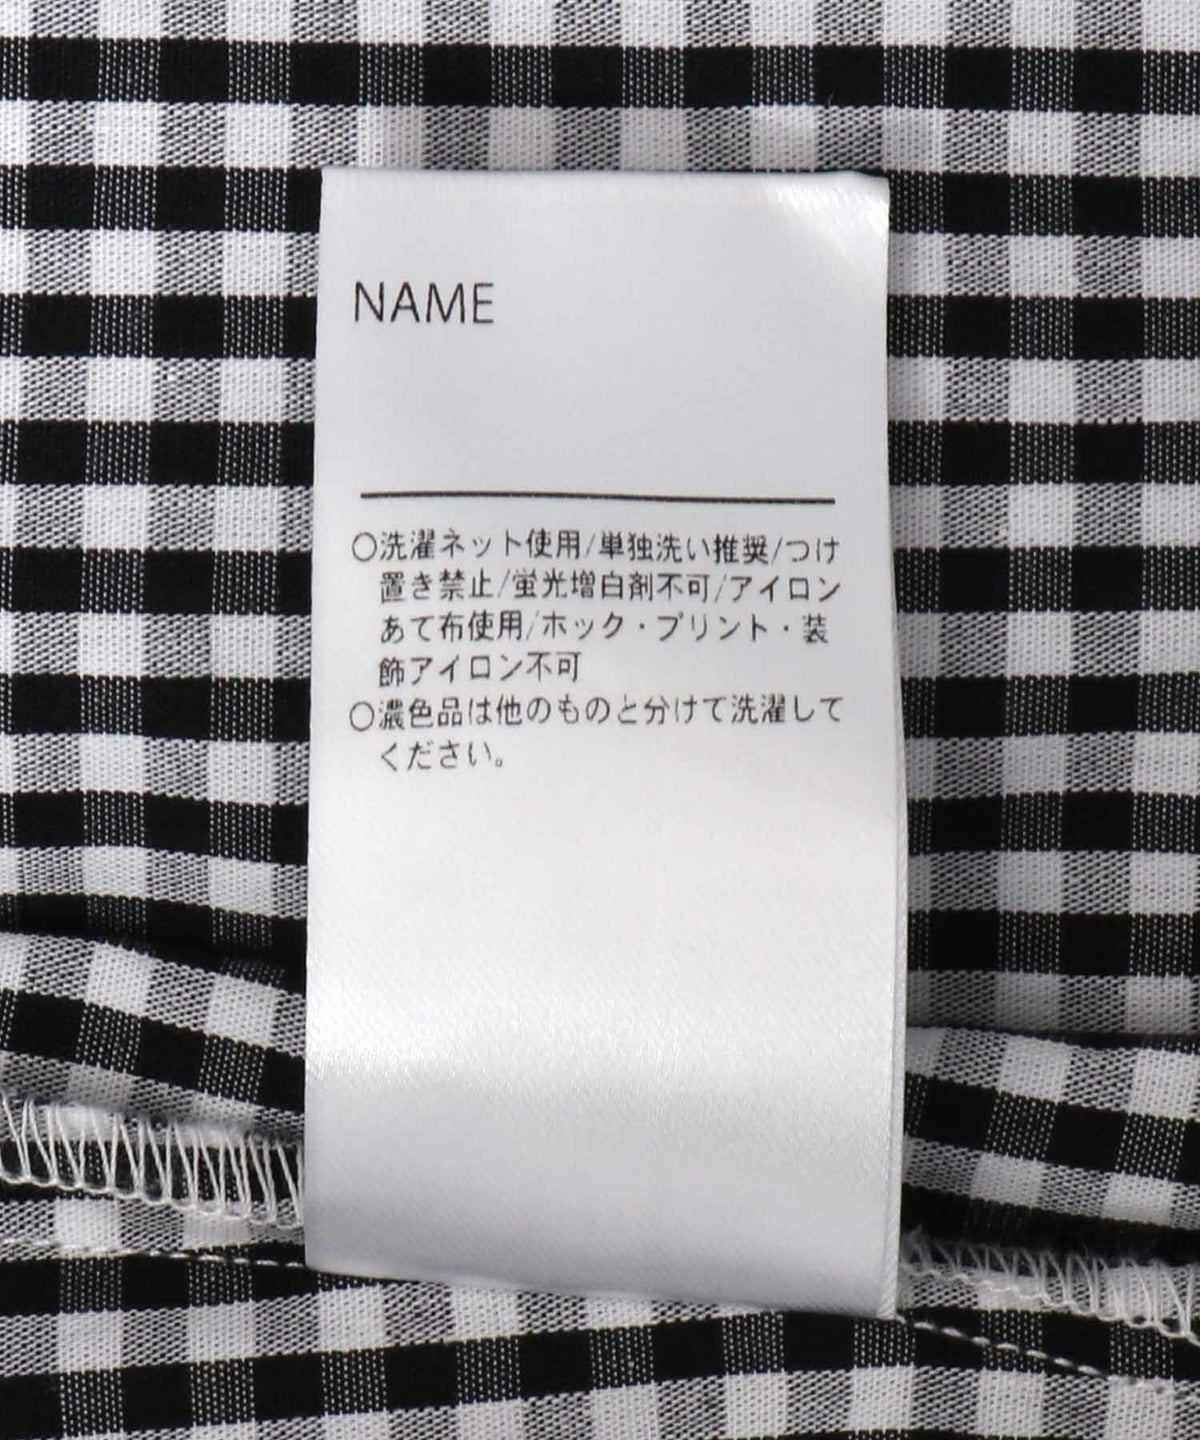 NAME
○洗濯ネット使用/単独洗い推奨/つけ
置き禁止/蛍光増白剤不可/アイロン
あて布使用/ホック・プリント・装
飾アイロン不可
○濃色品は他のものと分けて洗濯して
ください。